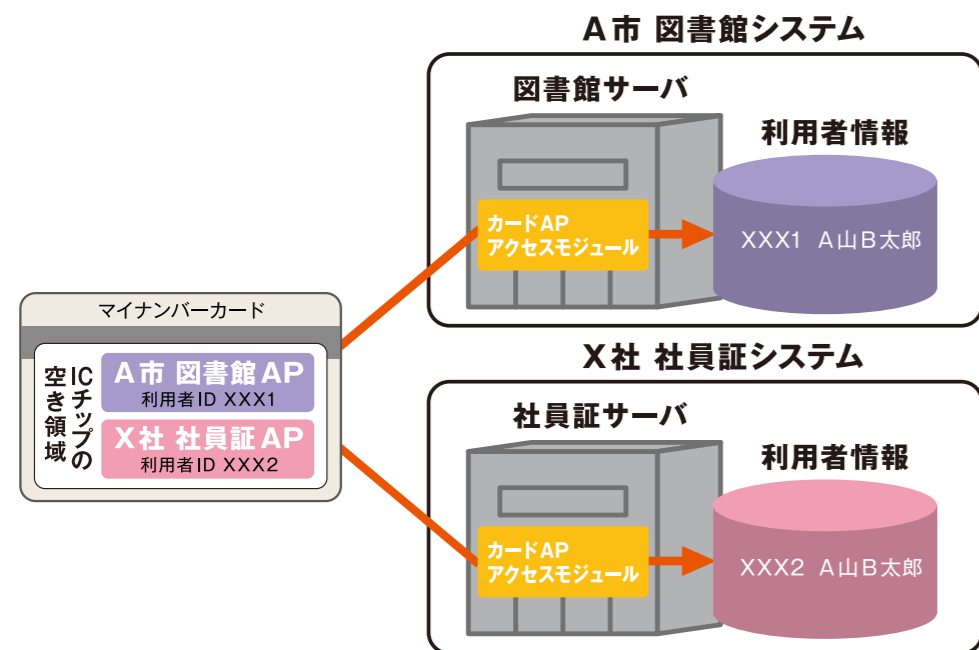 A市 図書館システム
図書館サーバ
利用者情報
カードAP
アクセスモジュール
XXX1 A山B太郎
マイナンバーカード
ICチップの
空き領域
A市 図書館AP
利用者ID XXX1
X社 社員証AP
利用者ID XXX2
X社 社員証システム
社員証サーバ
利用者情報
カードAP
アクセスモジュール
XXX2 A山B太郎